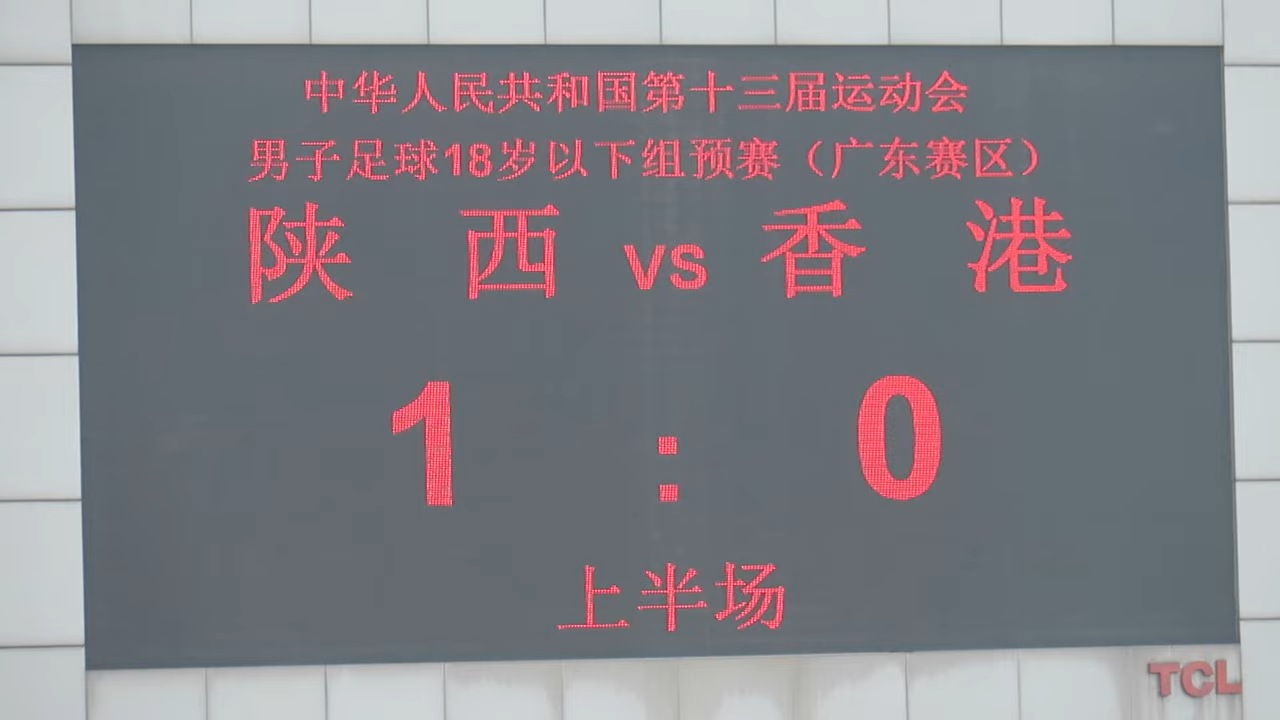 中华人民共和国第十三届运动会
男子足球18岁以下组预赛（广东赛区）
陕 西 VS 香 港
1 : 0
上半场
TCL